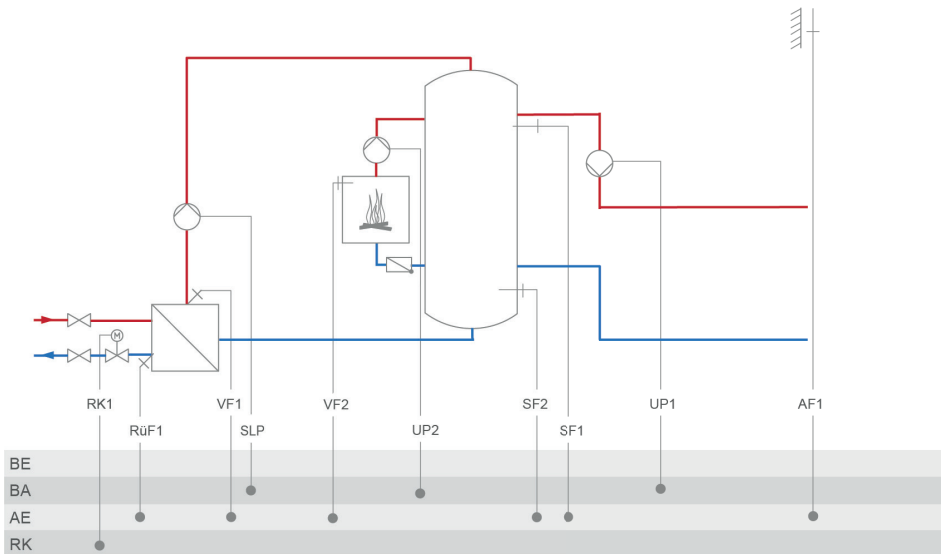 M
RK1 VF1 VF2 SF2 UP1 AF1
RüF1 SLP UP2 SF1
BE
BA
AE
RK